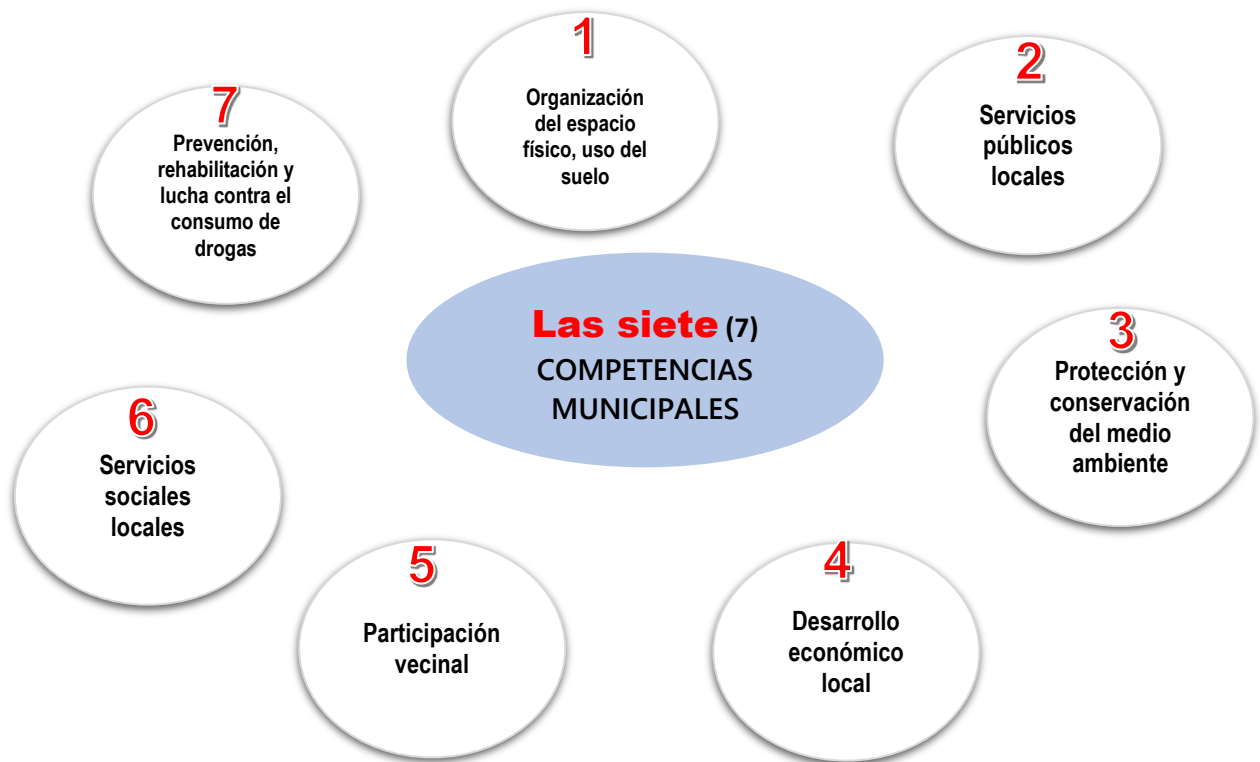 Las siete (7)
COMPETENCIAS
MUNICIPALES
1
Organización
del espacio
físico, uso del
suelo
2
Servicios
públicos
locales
3
Protección y
conservación
del medio
ambiente
4
Desarrollo
económico
local
5
Participación
vecinal
6
Servicios
sociales
locales
7
Prevención,
rehabilitación y
lucha contra el
consumo de
drogas